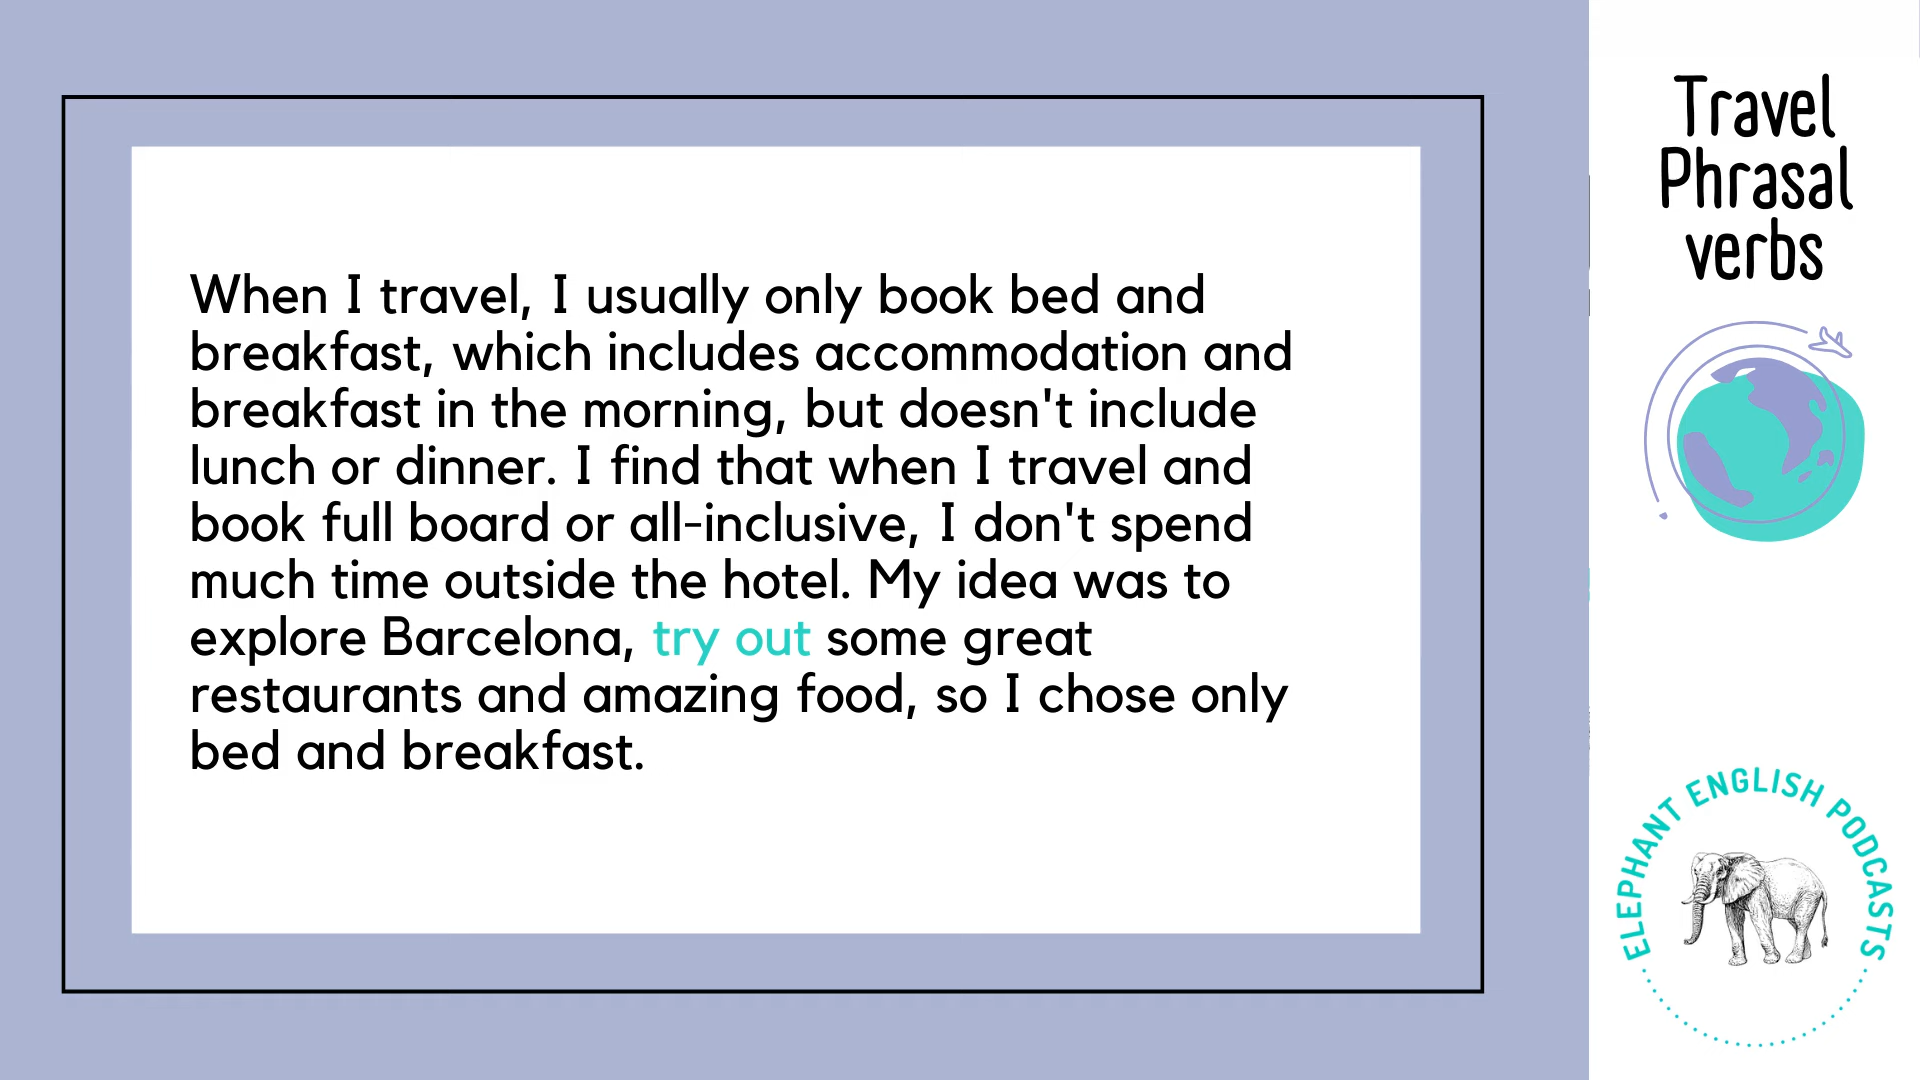 When I travel, I usually only book bed and
breakfast, which includes accommodation and
breakfast in the morning, but doesn't include
lunch or dinner. I find that when I travel and
book full board or all-inclusive, I don't spend
much time outside the hotel. My idea was to
explore Barcelona, try out some great
restaurants and amazing food, so I chose only
bed and breakfast.
Travel
Phrasal
verbs
ELEPHANT ENGLISH PODCASTS